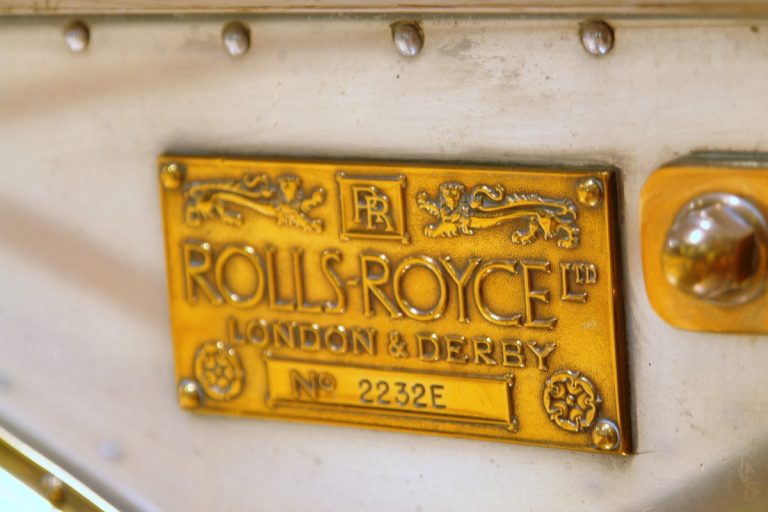 RR
ROLLS-ROYCE LTD
LONDON & DERBY
No 2232E